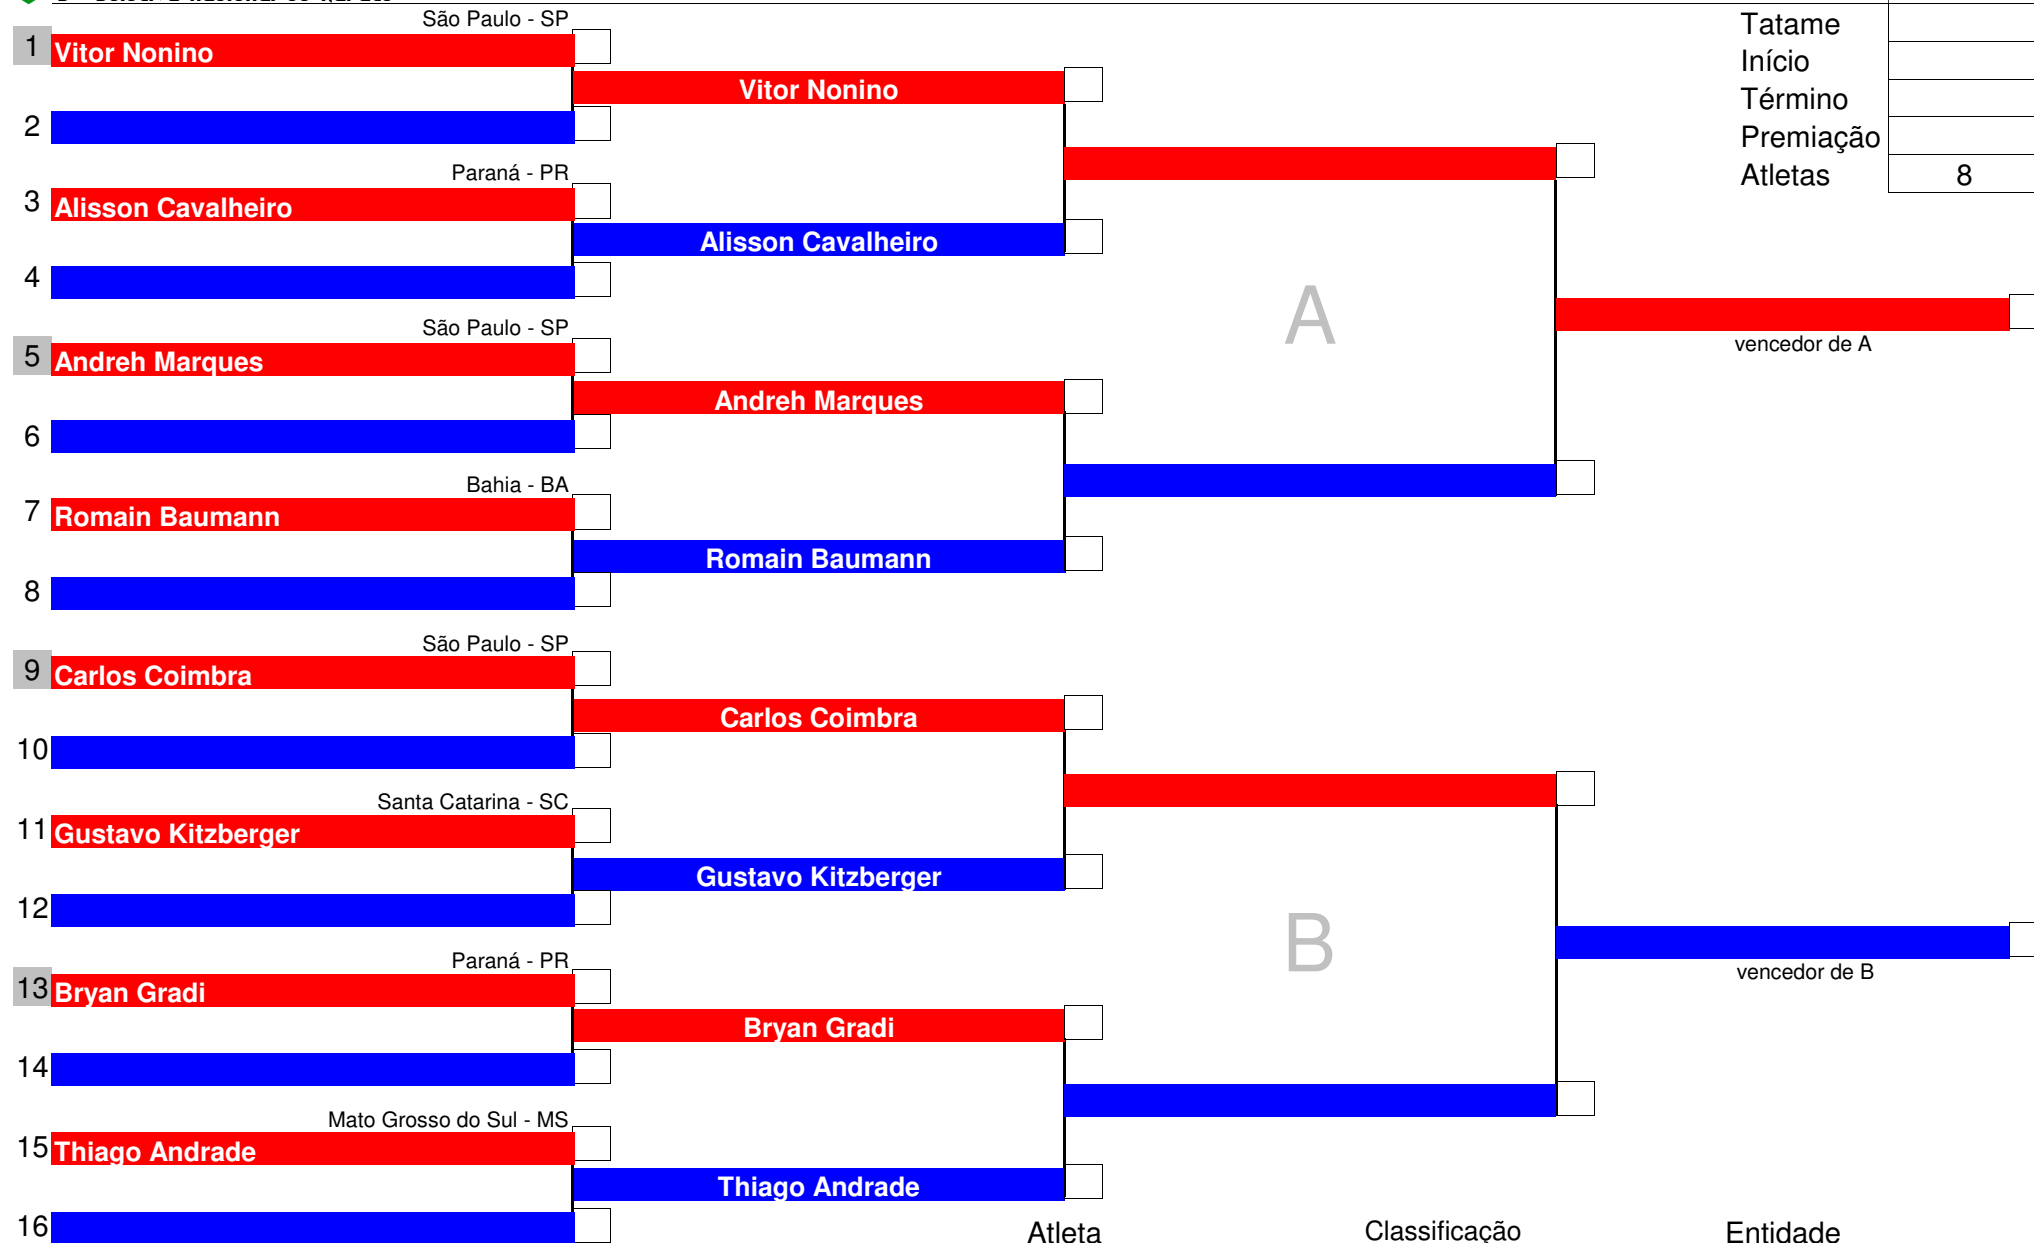 São Paulo - SP
1 Vitor Nonino
Vitor Nonino
2
Paraná - PR
3 Alisson Cavalheiro
Alisson Cavalheiro
4
São Paulo - SP
5 Andreh Marques
Andreh Marques
6
Bahia - BA
7 Romain Baumann
Romain Baumann
8
São Paulo - SP
9 Carlos Coimbra
Carlos Coimbra
10
Santa Catarina - SC
11 Gustavo Kitzberger
Gustavo Kitzberger
12
Paraná - PR
13 Bryan Gradi
Bryan Gradi
14
Mato Grosso do Sul - MS
15 Thiago Andrade
Thiago Andrade
16
A
B
Tatame
Início
Término
Premiação
Atletas 8
vencedor de A
vencedor de B
Atleta Classificação Entidade